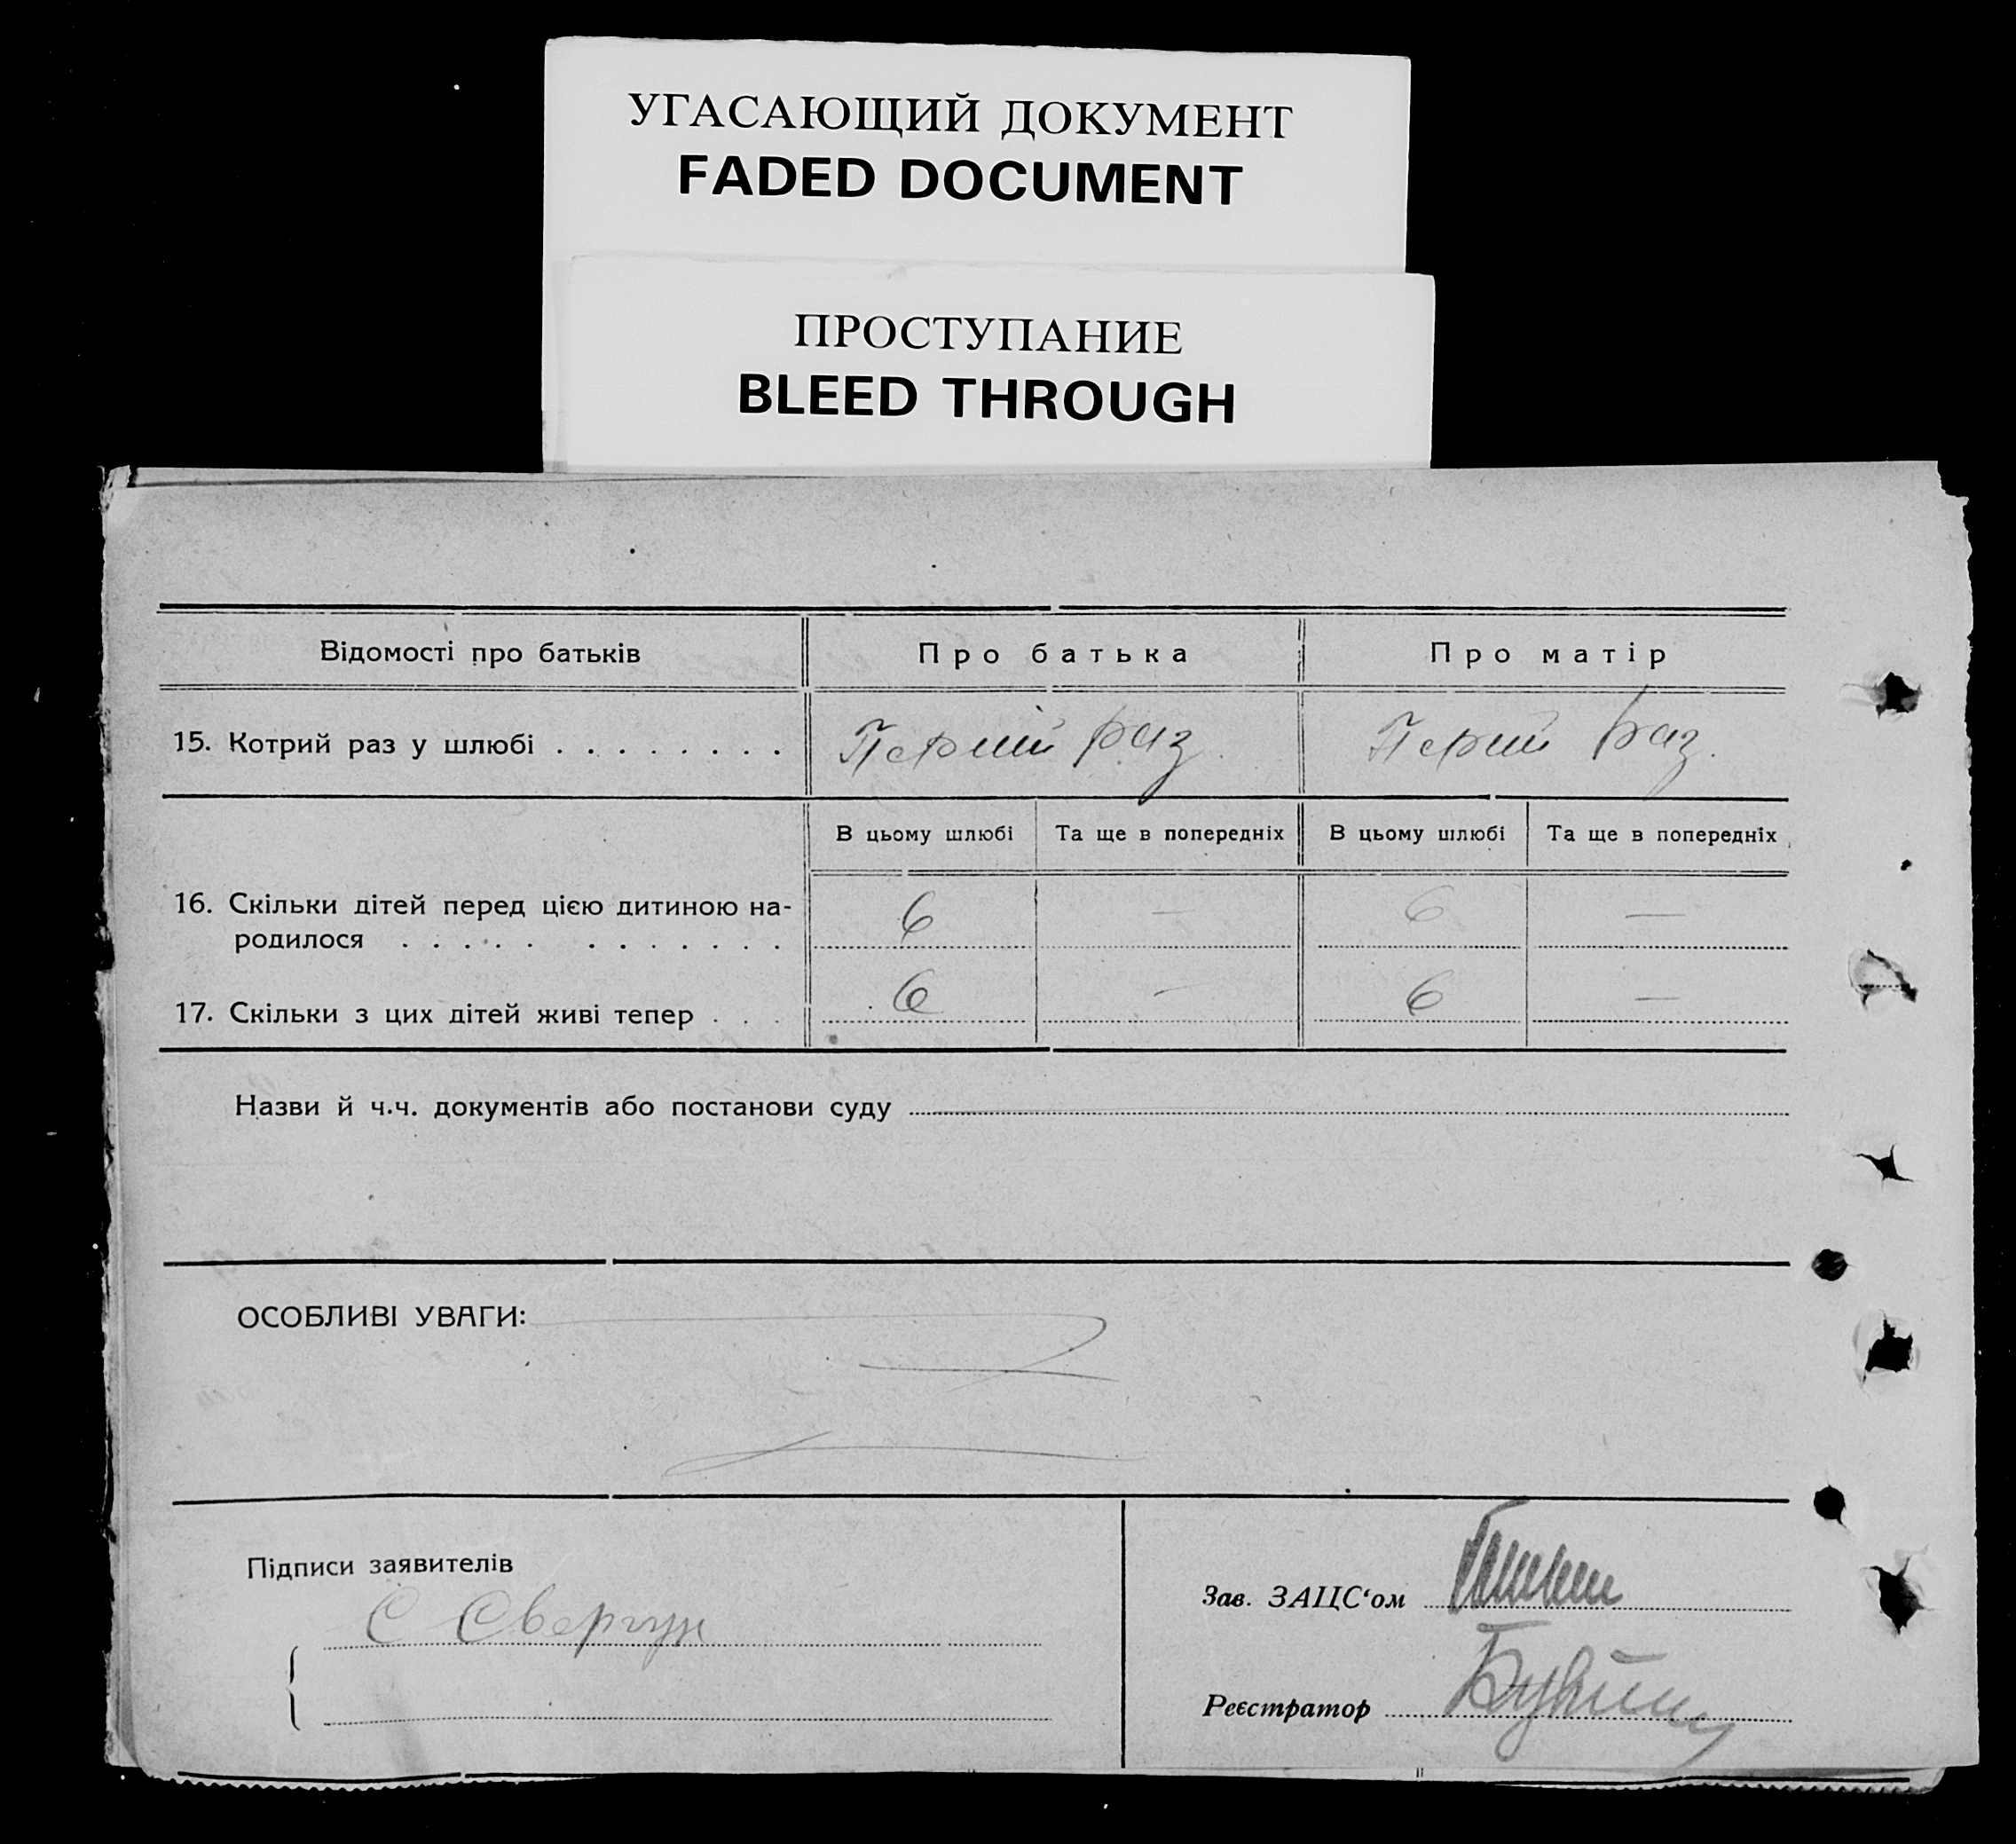 УГАСАЮЩИЙ ДОКУМЕНТ
FADED DOCUMENT
ПРОСТУПАНИЕ
BLEED THROUGH
Відомості про батьків Про батька Про матір
15. Котрий раз у шлюбі . . . . . . . . Перший раз Перший раз.
В цьому шлюбі Та ще в попередніх В цьому шлюбі Та ще в попередніх
16. Скільки дітей перед цією дитиною на- 6 — 6 —
родилося . . . . . . . . . . . .
17. Скільки з цих дітей живі тепер . . . 6 — 6 —
Назви й ч.ч. документів або постанови суду
ОСОБЛИВІ УВАГИ:
Підписи заявителів
С Свергун
Зав. ЗАЦС‘ом
Реєстратор